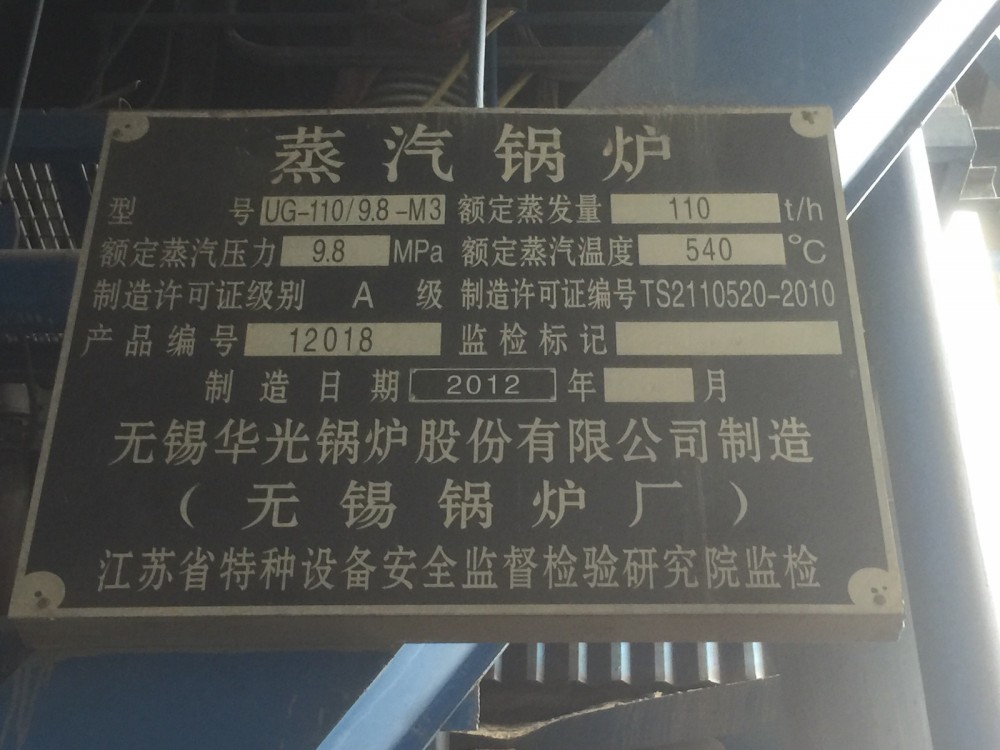 蒸汽锅炉
型号 UG-110/9.8-M3 额定蒸发量 110 t/h
额定蒸汽压力 9.8 MPa 额定蒸汽温度 540 °C
制造许可证级别 A 级 制造许可证编号 TS2110520-2010
产品编号 12018 监检标记
制造日期 2012 年 月
无锡华光锅炉股份有限公司制造
（无锡锅炉厂）
江苏省特种设备安全监督检验研究院监检